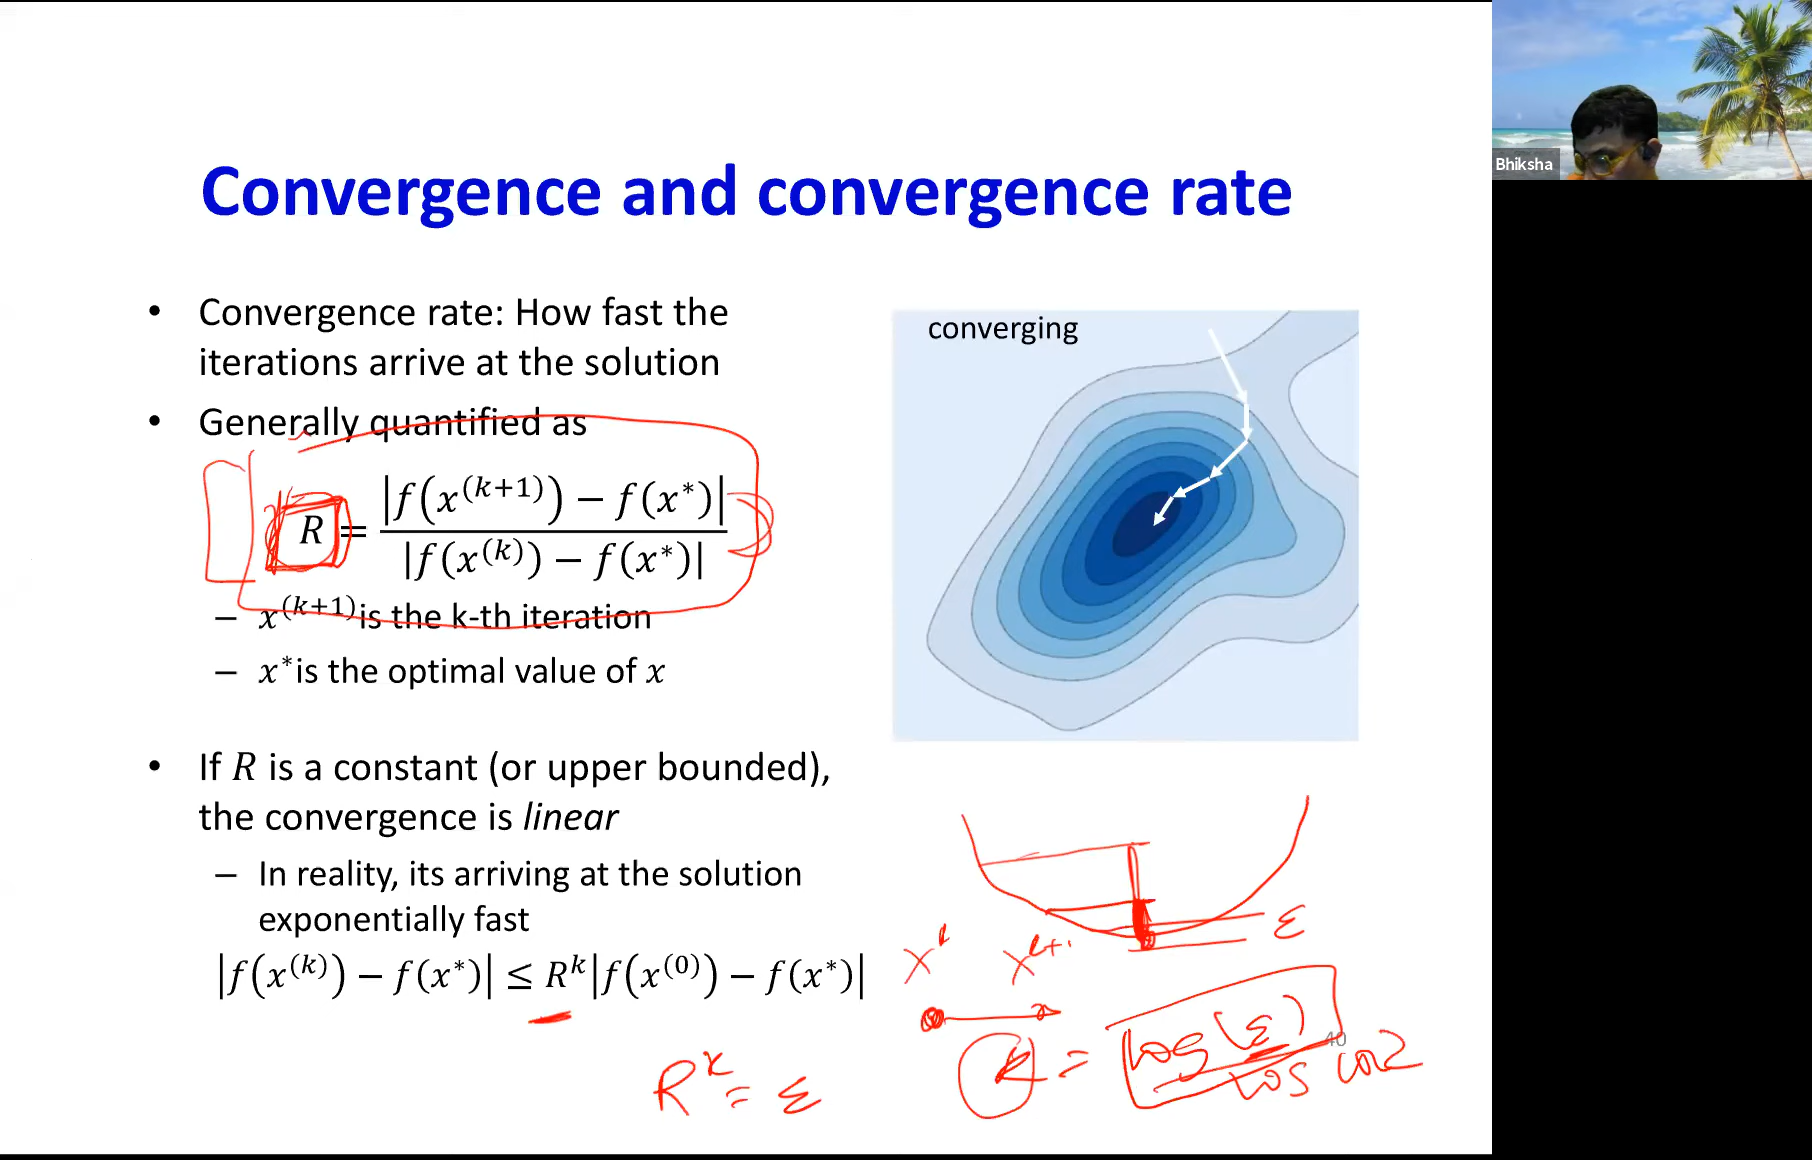 Bhiksha
Convergence and convergence rate
• Convergence rate: How fast the
iterations arrive at the solution
• Generally quantified as
R = |f(x^(k+1)) − f(x*)| / |f(x^(k)) − f(x*)|
– x^(k+1) is the k-th iteration
– x* is the optimal value of x
converging
• If R is a constant (or upper bounded),
the convergence is linear
– In reality, its arriving at the solution
exponentially fast
|f(x^(k)) − f(x*)| ≤ R^k |f(x^(0)) − f(x*)|
ε
R^k = ε
k = log(ε)
40